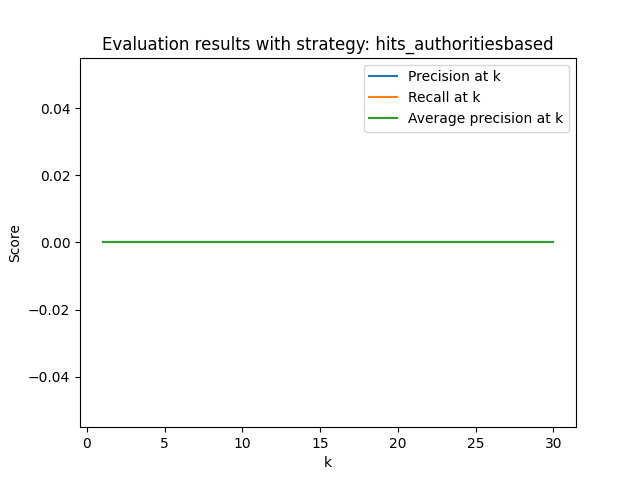 Evaluation results with strategy: hits_authoritiesbased
Precision at k
Recall at k
Average precision at k
0.04
0.02
0.00
−0.02
−0.04
Score
0
5
10
15
20
25
30
k